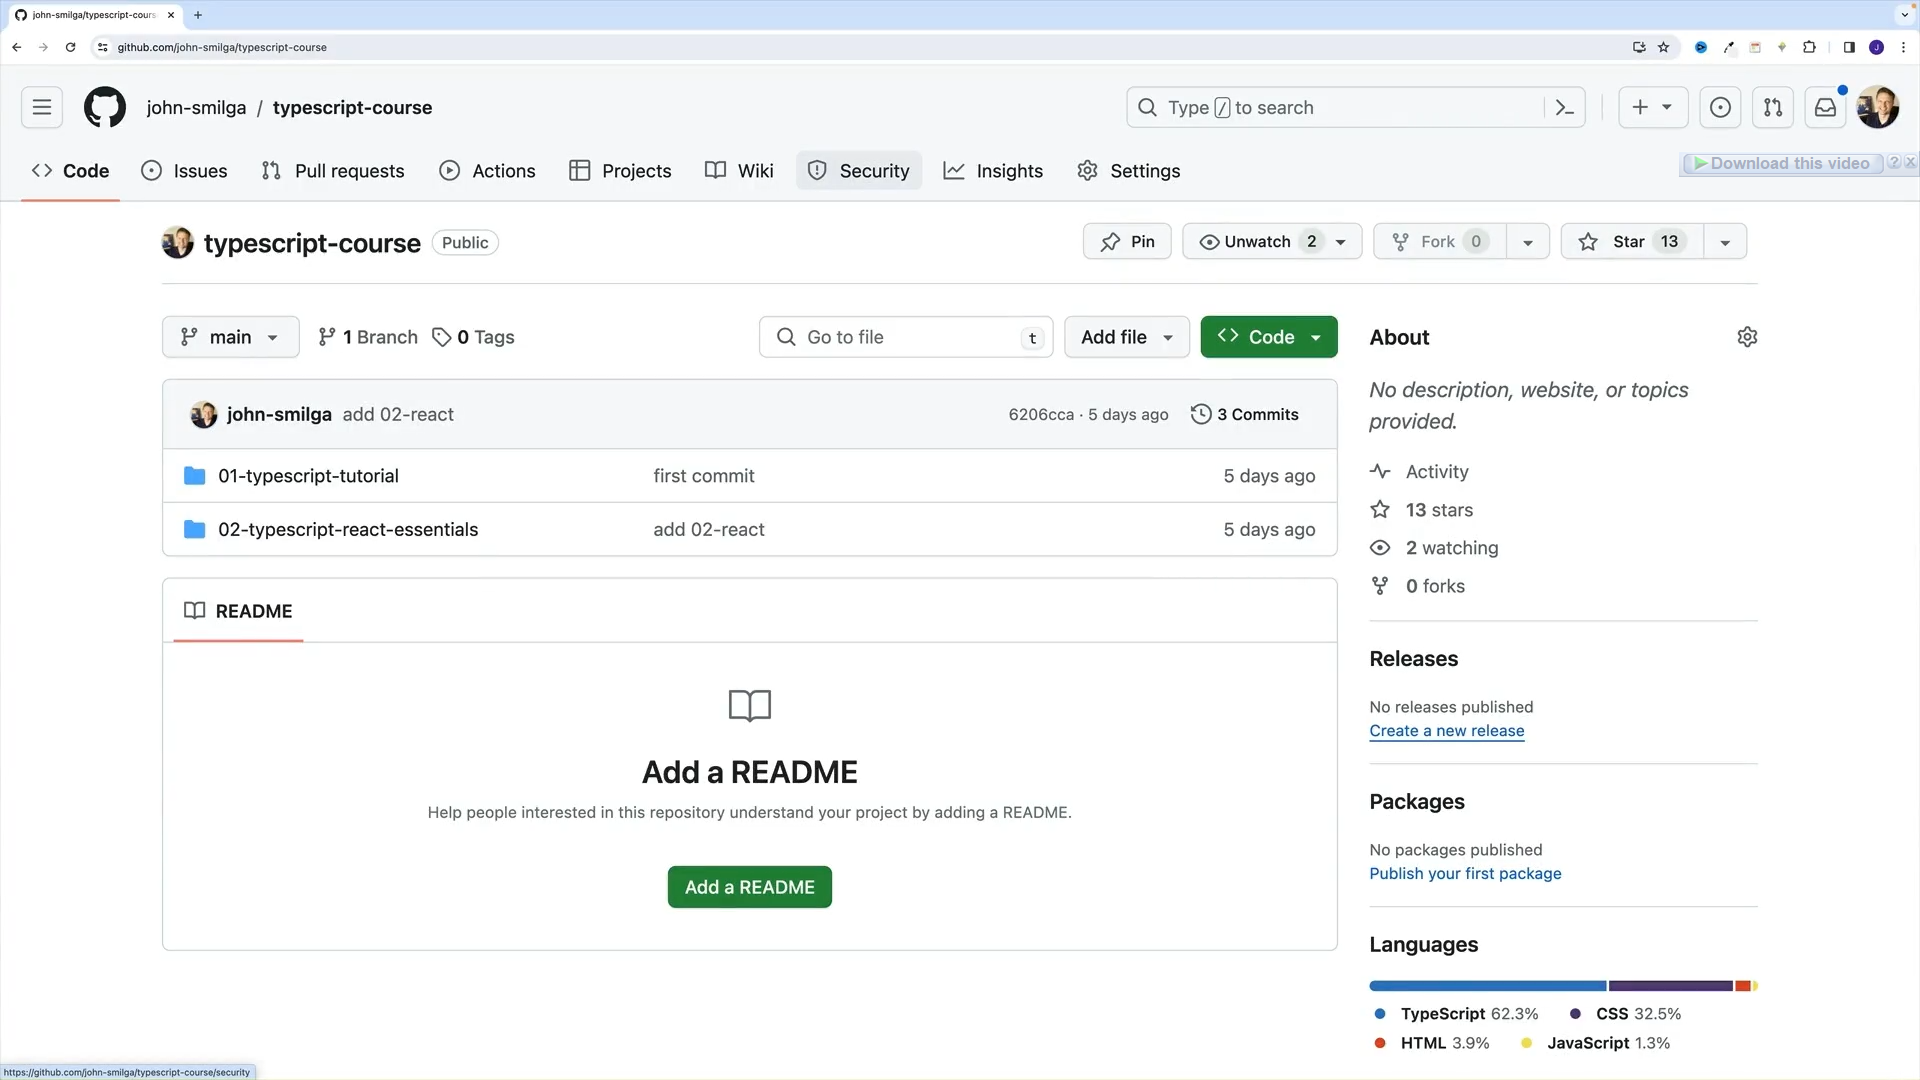 john-smilga/typescript-cours
github.com/john-smilga/typescript-course
J
john-smilga / typescript-course
Type / to search
Code Issues Pull requests Actions Projects Wiki Security Insights Settings
Download this video ? X
typescript-course Public
Pin Unwatch 2 Fork 0 Star 13
main 1 Branch 0 Tags
Go to file t Add file Code
john-smilga add 02-react 6206cca · 5 days ago 3 Commits
01-typescript-tutorial first commit 5 days ago
02-typescript-react-essentials add 02-react 5 days ago
README
Add a README
Help people interested in this repository understand your project by adding a README.
Add a README
About
No description, website, or topics
provided.
Activity
13 stars
2 watching
0 forks
Releases
No releases published
Create a new release
Packages
No packages published
Publish your first package
Languages
TypeScript 62.3% CSS 32.5%
HTML 3.9% JavaScript 1.3%
https://github.com/john-smilga/typescript-course/security